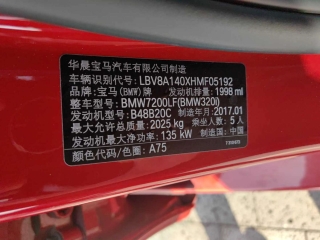 华晨宝马汽车有限公司制造
车辆识别代号:LBV8A140XHMF05192
品牌:宝马(BMW)牌 发动机排量:1998 ml
整车型号:BMW7200LF(BMW320i)
发动机型号:B48B20C 制造年月:2017.01
最大允许总质量:2025 kg 乘坐人数:5 人
发动机最大净功率:135 kW 制造国:中国
颜色代码/色圈:A75